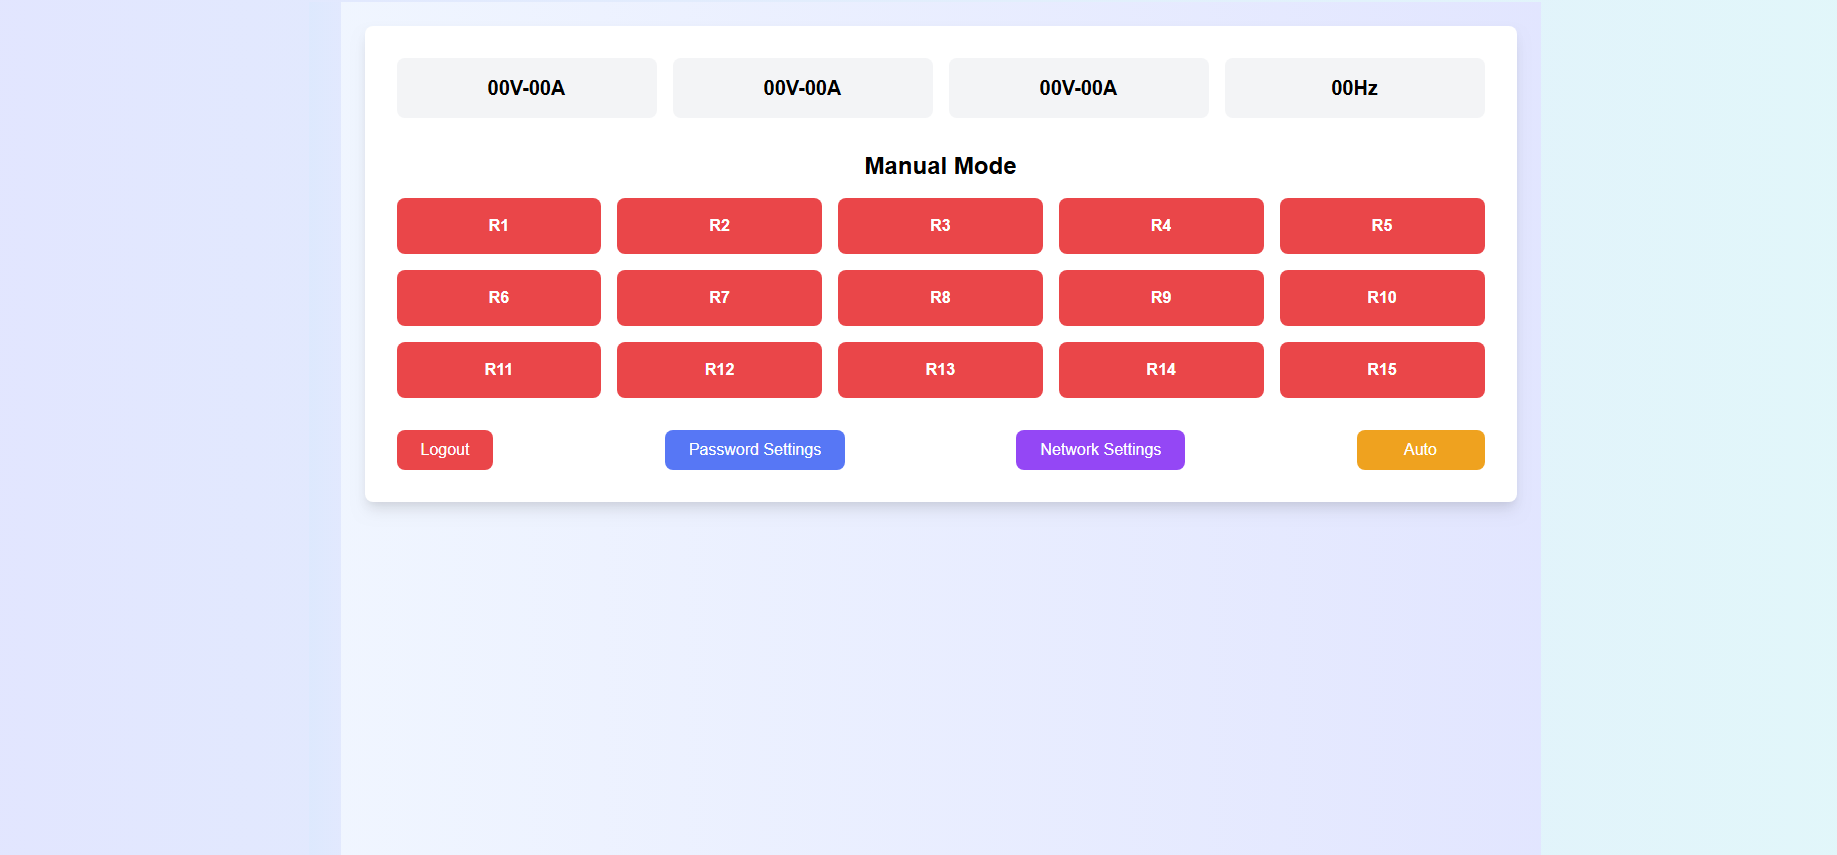 00V-00A 00V-00A 00V-00A 00Hz
Manual Mode
R1 R2 R3 R4 R5
R6 R7 R8 R9 R10
R11 R12 R13 R14 R15
Logout Password Settings Network Settings Auto